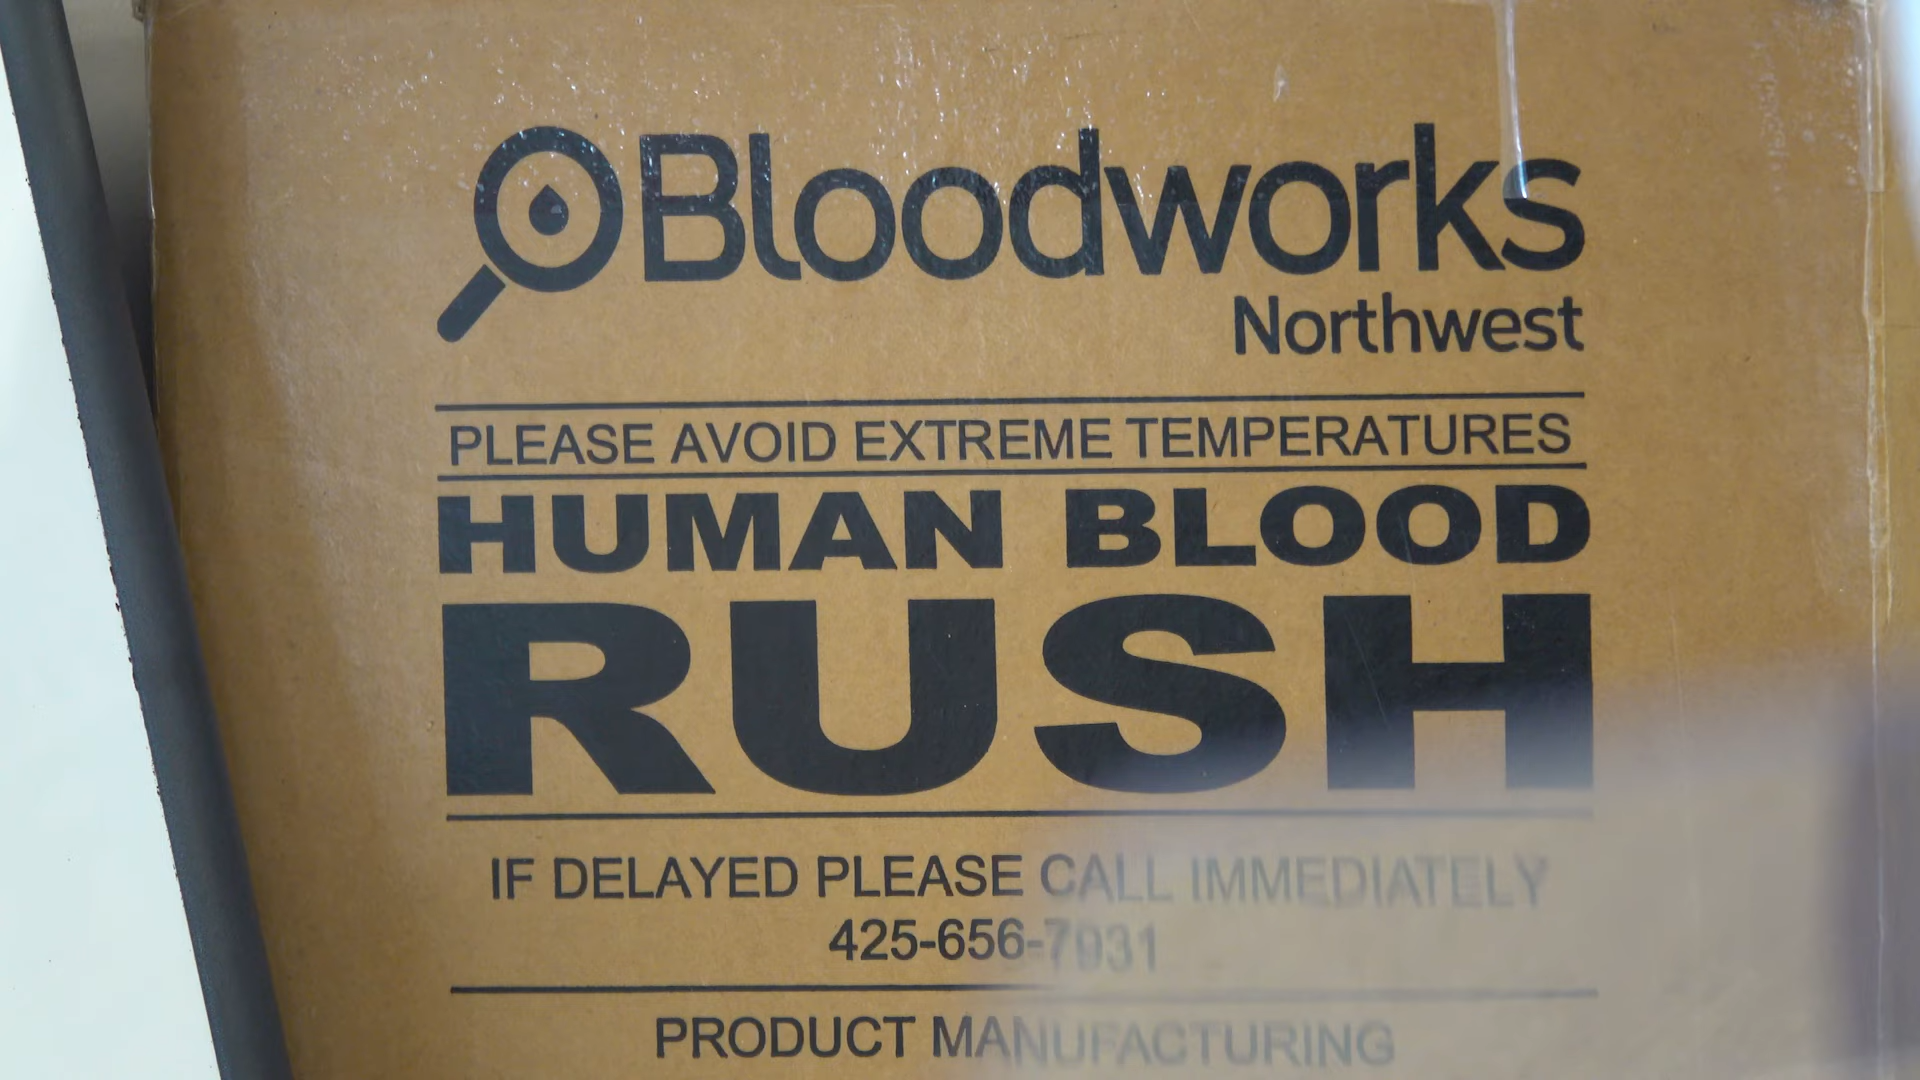 Bloodworks
Northwest
PLEASE AVOID EXTREME TEMPERATURES
HUMAN BLOOD
RUSH
IF DELAYED PLEASE CALL IMMEDIATELY
425-656-7931
PRODUCT MANUFACTURING